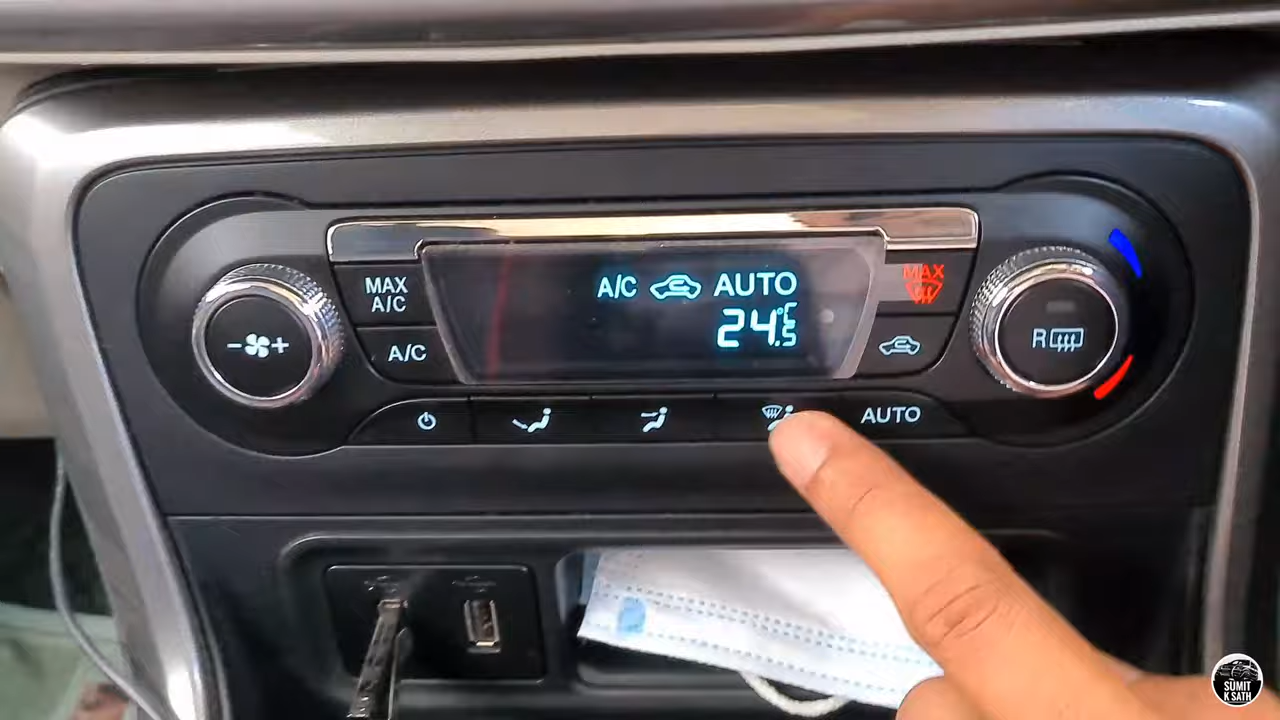 MAX
A/C
A/C
A/C AUTO
24.5°C
MAX
R
AUTO
SUMIT
K SATH